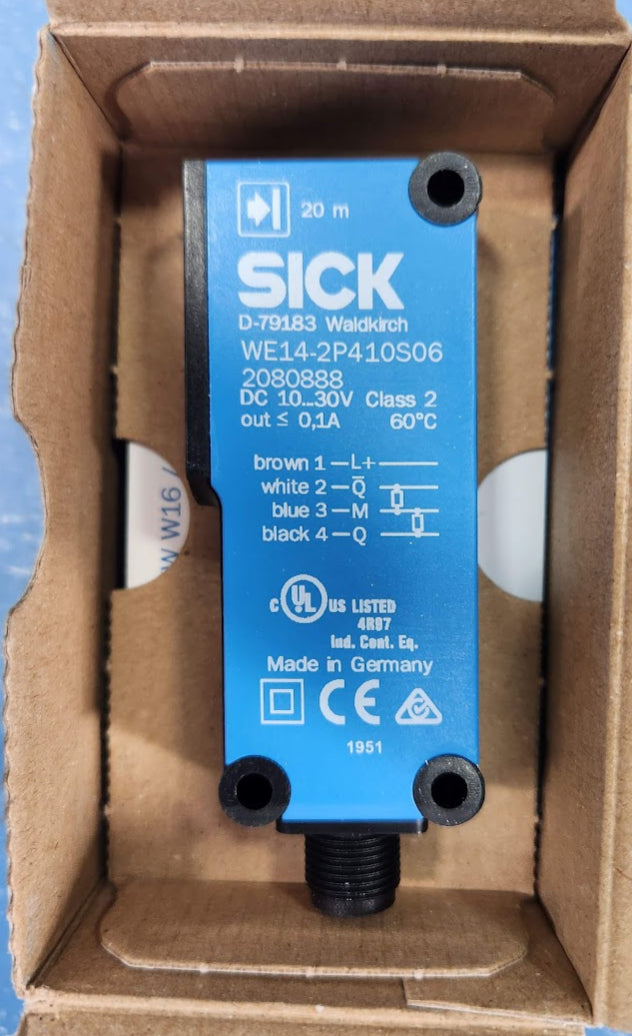 20 m
SICK
D-79183 Waldkirch
WE14-2P410S06
2080888
DC 10...30V Class 2
out ≤ 0,1A 60°C
brown 1 — L+
white 2 — Q̅
blue 3 — M
black 4 — Q
C UL US LISTED
4R97
Ind. Cont. Eq.
Made in Germany
CE
1951
W16 /